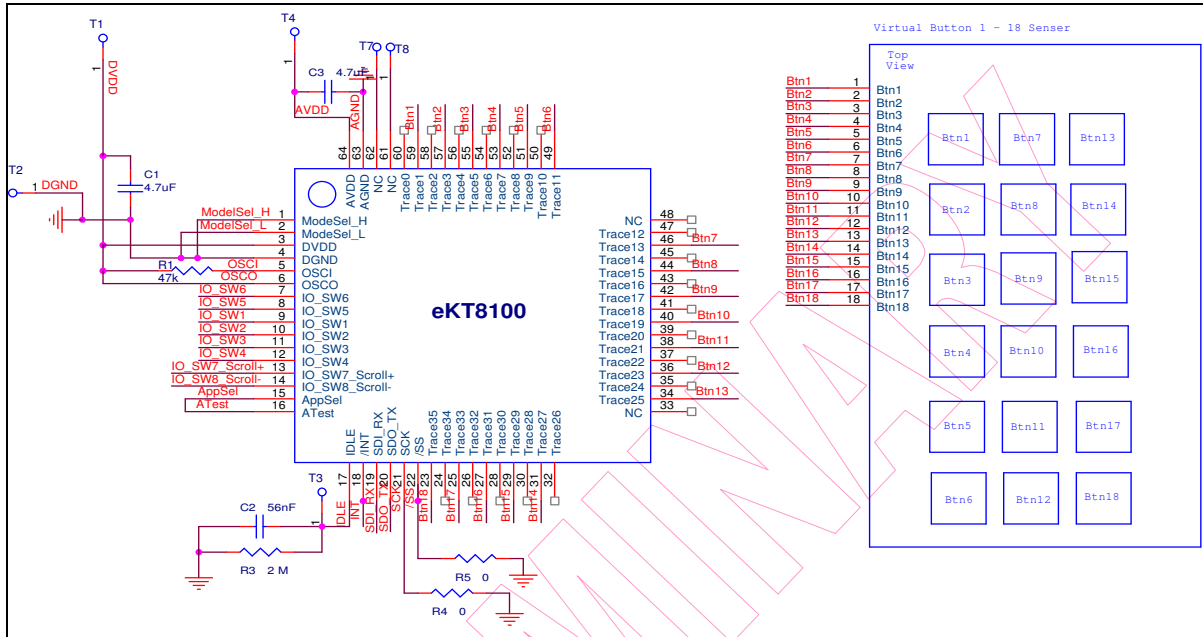 T1
T4
T7
T8
1
DVDD
1
C3
4.7uF
1
1
AVDD
AGND
Btn1
Btn2
Btn3
Btn4
Btn5
Btn6
64
63
62
61
60
59
58
57
56
55
54
53
52
51
50
49
AVDD
AGND
NC
NC
Trace0
Trace1
Trace2
Trace3
Trace4
Trace5
Trace6
Trace7
Trace8
Trace9
Trace10
Trace11
T2
1
DGND
C1
4.7uF
ModelSel_H
ModelSel_L
R1
47k
OSCI
OSCO
IO_SW6
IO_SW5
IO_SW1
IO_SW2
IO_SW3
IO_SW4
IO_SW7_Scroll+
IO_SW8_Scroll-
AppSel
ATest
1 ModeSel_H
2 ModeSel_L
3 DVDD
4 DGND
5 OSCI
6 OSCO
7 IO_SW6
8 IO_SW5
9 IO_SW1
10 IO_SW2
11 IO_SW3
12 IO_SW4
13 IO_SW7_Scroll+
14 IO_SW8_Scroll-
15 AppSel
16 ATest
eKT8100
NC 48
Trace12 47
Trace13 46 Btn7
Trace14 45
Trace15 44 Btn8
Trace16 43
Trace17 42 Btn9
Trace18 41
Trace19 40 Btn10
Trace20 39
Trace21 38 Btn11
Trace22 37
Trace23 36 Btn12
Trace24 35
Trace25 34 Btn13
NC 33
IDLE
/INT
SDI_RX
SDO_TX
SCK
/SS
Trace35
Trace34
Trace33
Trace32
Trace31
Trace30
Trace29
Trace28
Trace27
Trace26
17
18
19
20
21
22
23
24
25
26
27
28
29
30
31
32
IDLE
INT
SDI_RX
SDO_TX
SCK
/SS
Btn18
Btn17
Btn16
Btn15
Btn14
T3
1
C2 56nF
R3 2 M
R5 0
R4 0
Virtual Button 1 - 18 Senser
Top
View
Btn1 1 Btn1
Btn2 2 Btn2
Btn3 3 Btn3
Btn4 4 Btn4
Btn5 5 Btn5
Btn6 6 Btn6
Btn7 7 Btn7
Btn8 8 Btn8
Btn9 9 Btn9
Btn10 10 Btn10
Btn11 11 Btn11
Btn12 12 Btn12
Btn13 13 Btn13
Btn14 14 Btn14
Btn15 15 Btn15
Btn16 16 Btn16
Btn17 17 Btn17
Btn18 18 Btn18
Btn1 Btn7 Btn13
Btn2 Btn8 Btn14
Btn3 Btn9 Btn15
Btn4 Btn10 Btn16
Btn5 Btn11 Btn17
Btn6 Btn12 Btn18